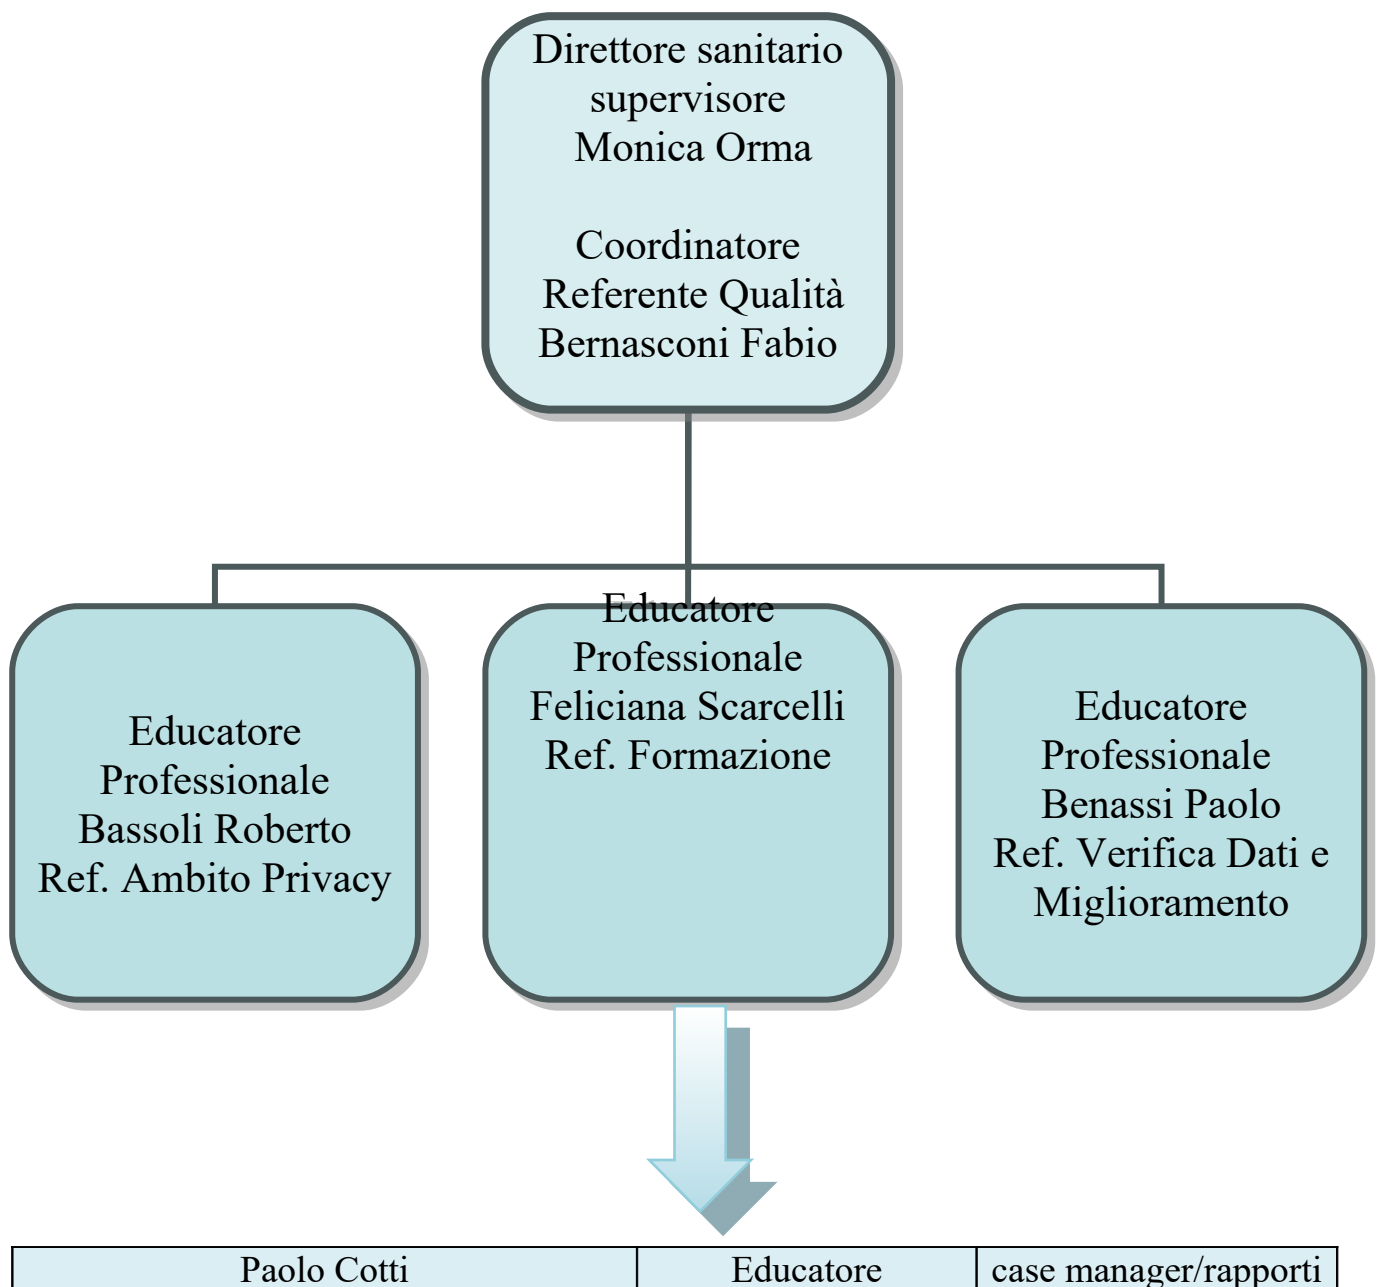 Direttore sanitario
supervisore
Monica Orma
Coordinatore
Referente Qualità
Bernasconi Fabio
Educatore
Professionale
Bassoli Roberto
Ref. Ambito Privacy
Educatore
Professionale
Feliciana Scarcelli
Ref. Formazione
Educatore
Professionale
Benassi Paolo
Ref. Verifica Dati e
Miglioramento
Paolo Cotti
Educatore
case manager/rapporti